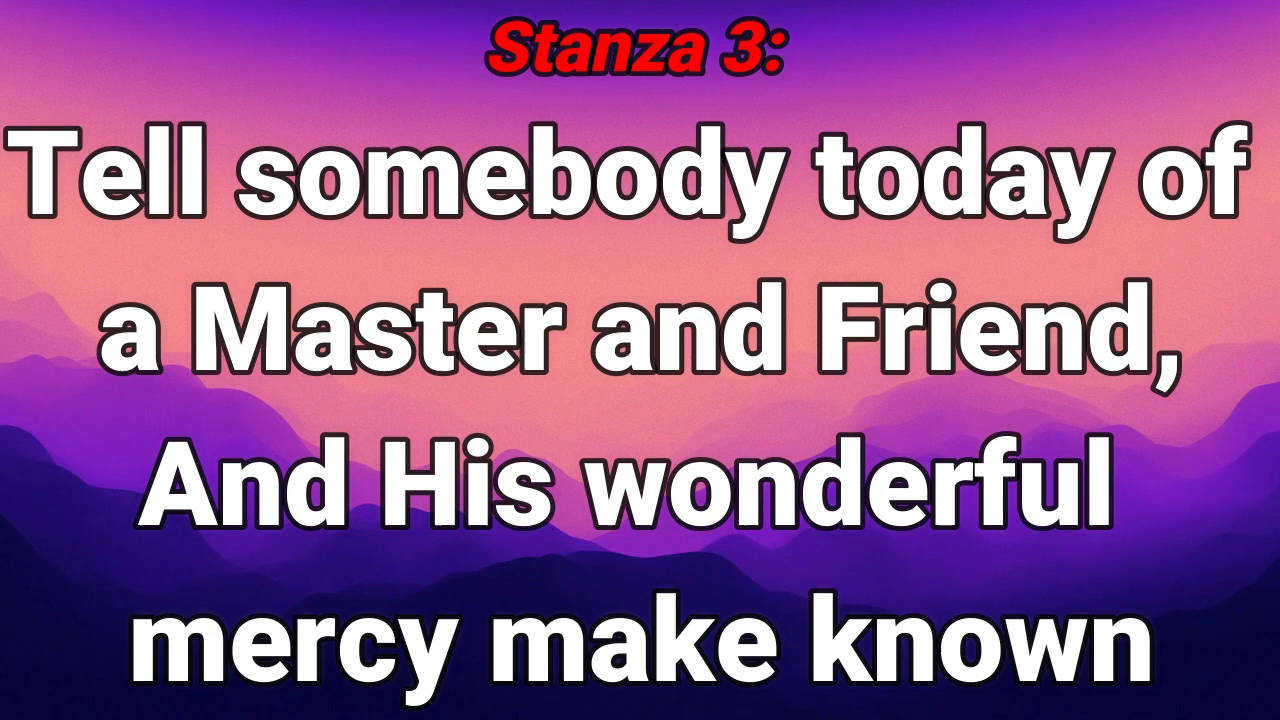 Stanza 3:
Tell somebody today of
a Master and Friend,
And His wonderful
mercy make known